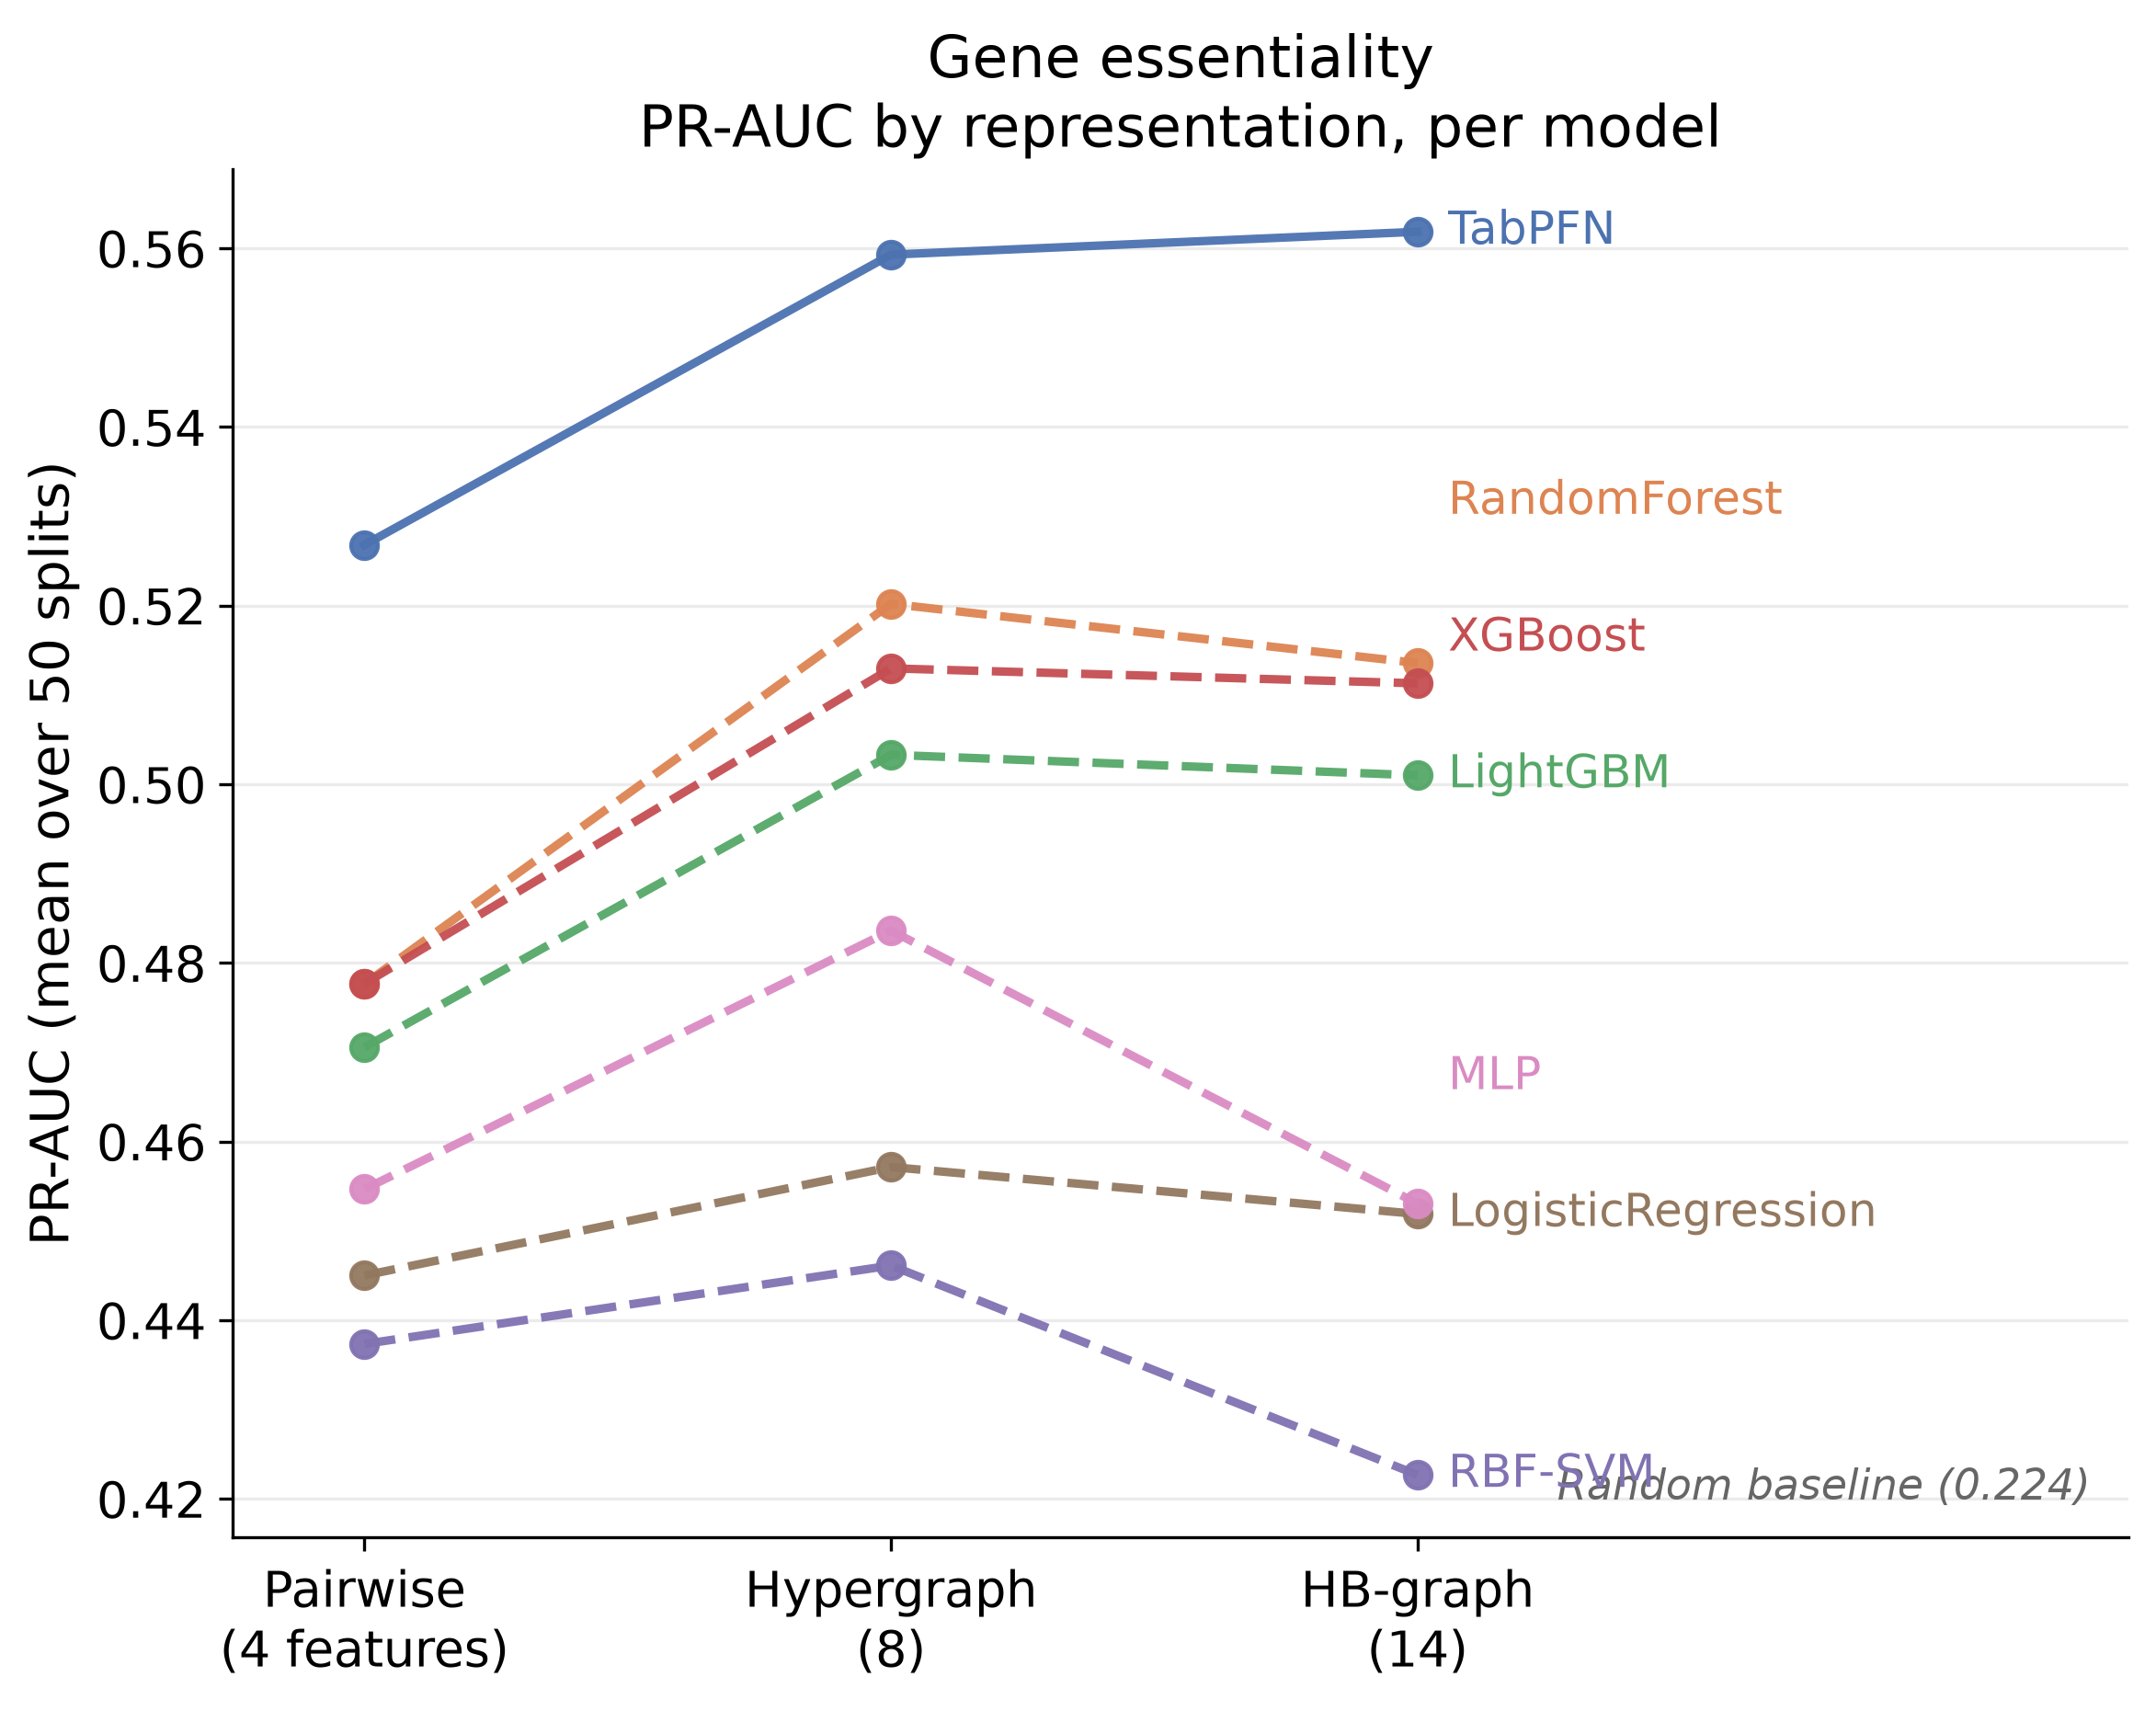 Gene essentiality
PR-AUC by representation, per model
PR-AUC (mean over 50 splits)
0.56
0.54
0.52
0.50
0.48
0.46
0.44
0.42
TabPFN
RandomForest
XGBoost
LightGBM
MLP
LogisticRegression
RBF-SVM
Random baseline (0.224)
Pairwise
(4 features)
Hypergraph
(8)
HB-graph
(14)